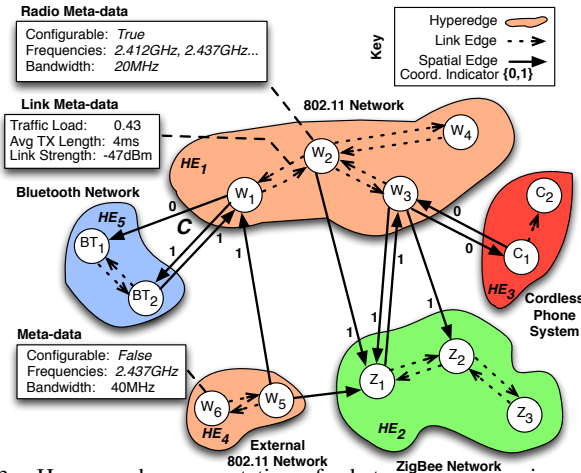 Radio Meta-data
Configurable: True
Frequencies: 2.412GHz, 2.437GHz...
Bandwidth: 20MHz
Key
Hyperedge
Link Edge
Spatial Edge
Coord. Indicator {0,1}
Link Meta-data
Traffic Load: 0.43
Avg TX Length: 4ms
Link Strength: -47dBm
802.11 Network
HE1
W1
W2
W3
W4
Bluetooth Network
HE5
BT1
BT2
C
0
1
1
1
0
0
1
1
1
1
C2
C1
HE3
Cordless
Phone
System
Meta-data
Configurable: False
Frequencies: 2.437GHz
Bandwidth: 40MHz
W6
W5
HE4
External
802.11 Network
Z1
Z2
Z3
HE2
ZigBee Network